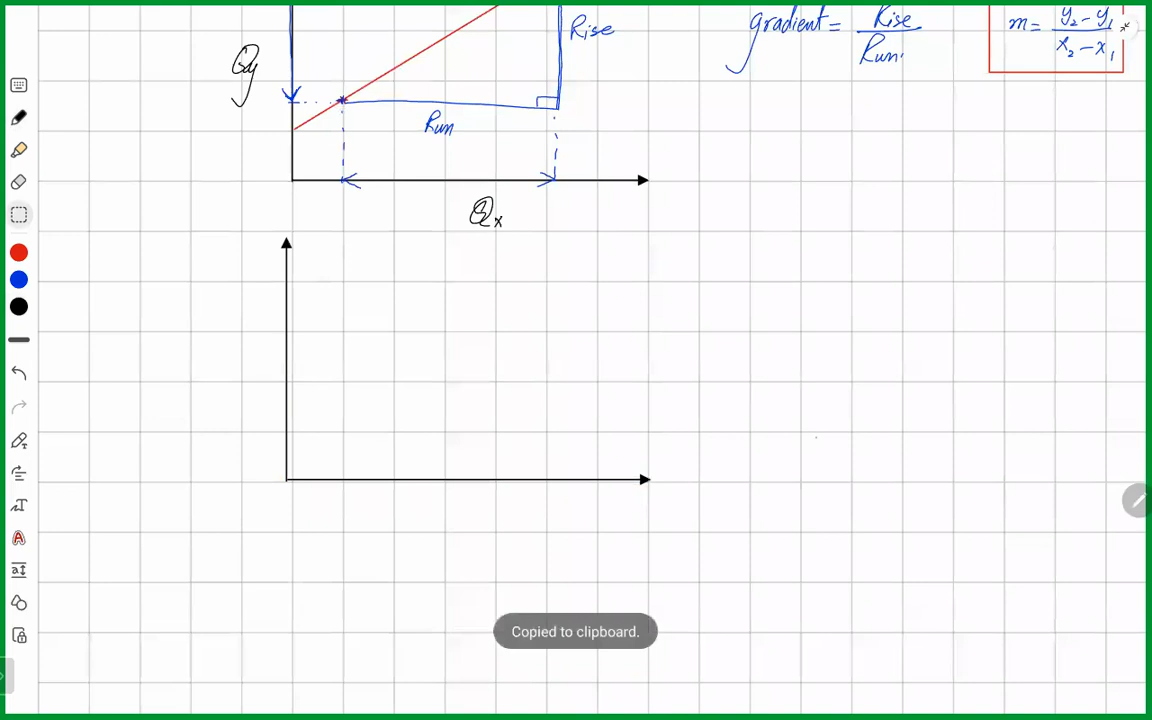 Rise
gradient = Rise / Run
m = y₂ - y₁ / x₂ - x₁
Qy
Run
Qx
Copied to clipboard.